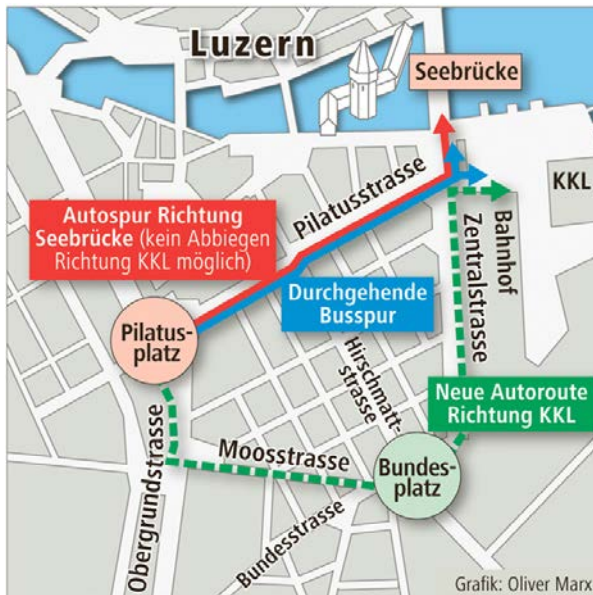 Luzern
Seebrücke
KKL
Pilatusstrasse
Autospur Richtung
Seebrücke (kein Abbiegen
Richtung KKL möglich)
Bahnhof
Zentralstrasse
Durchgehende
Busspur
Pilatus-
platz
Hirschmatt-
strasse
Neue Autoroute
Richtung KKL
Moosstrasse
Bundes-
platz
Obergrundstrasse
Bundesstrasse
Grafik: Oliver Marx